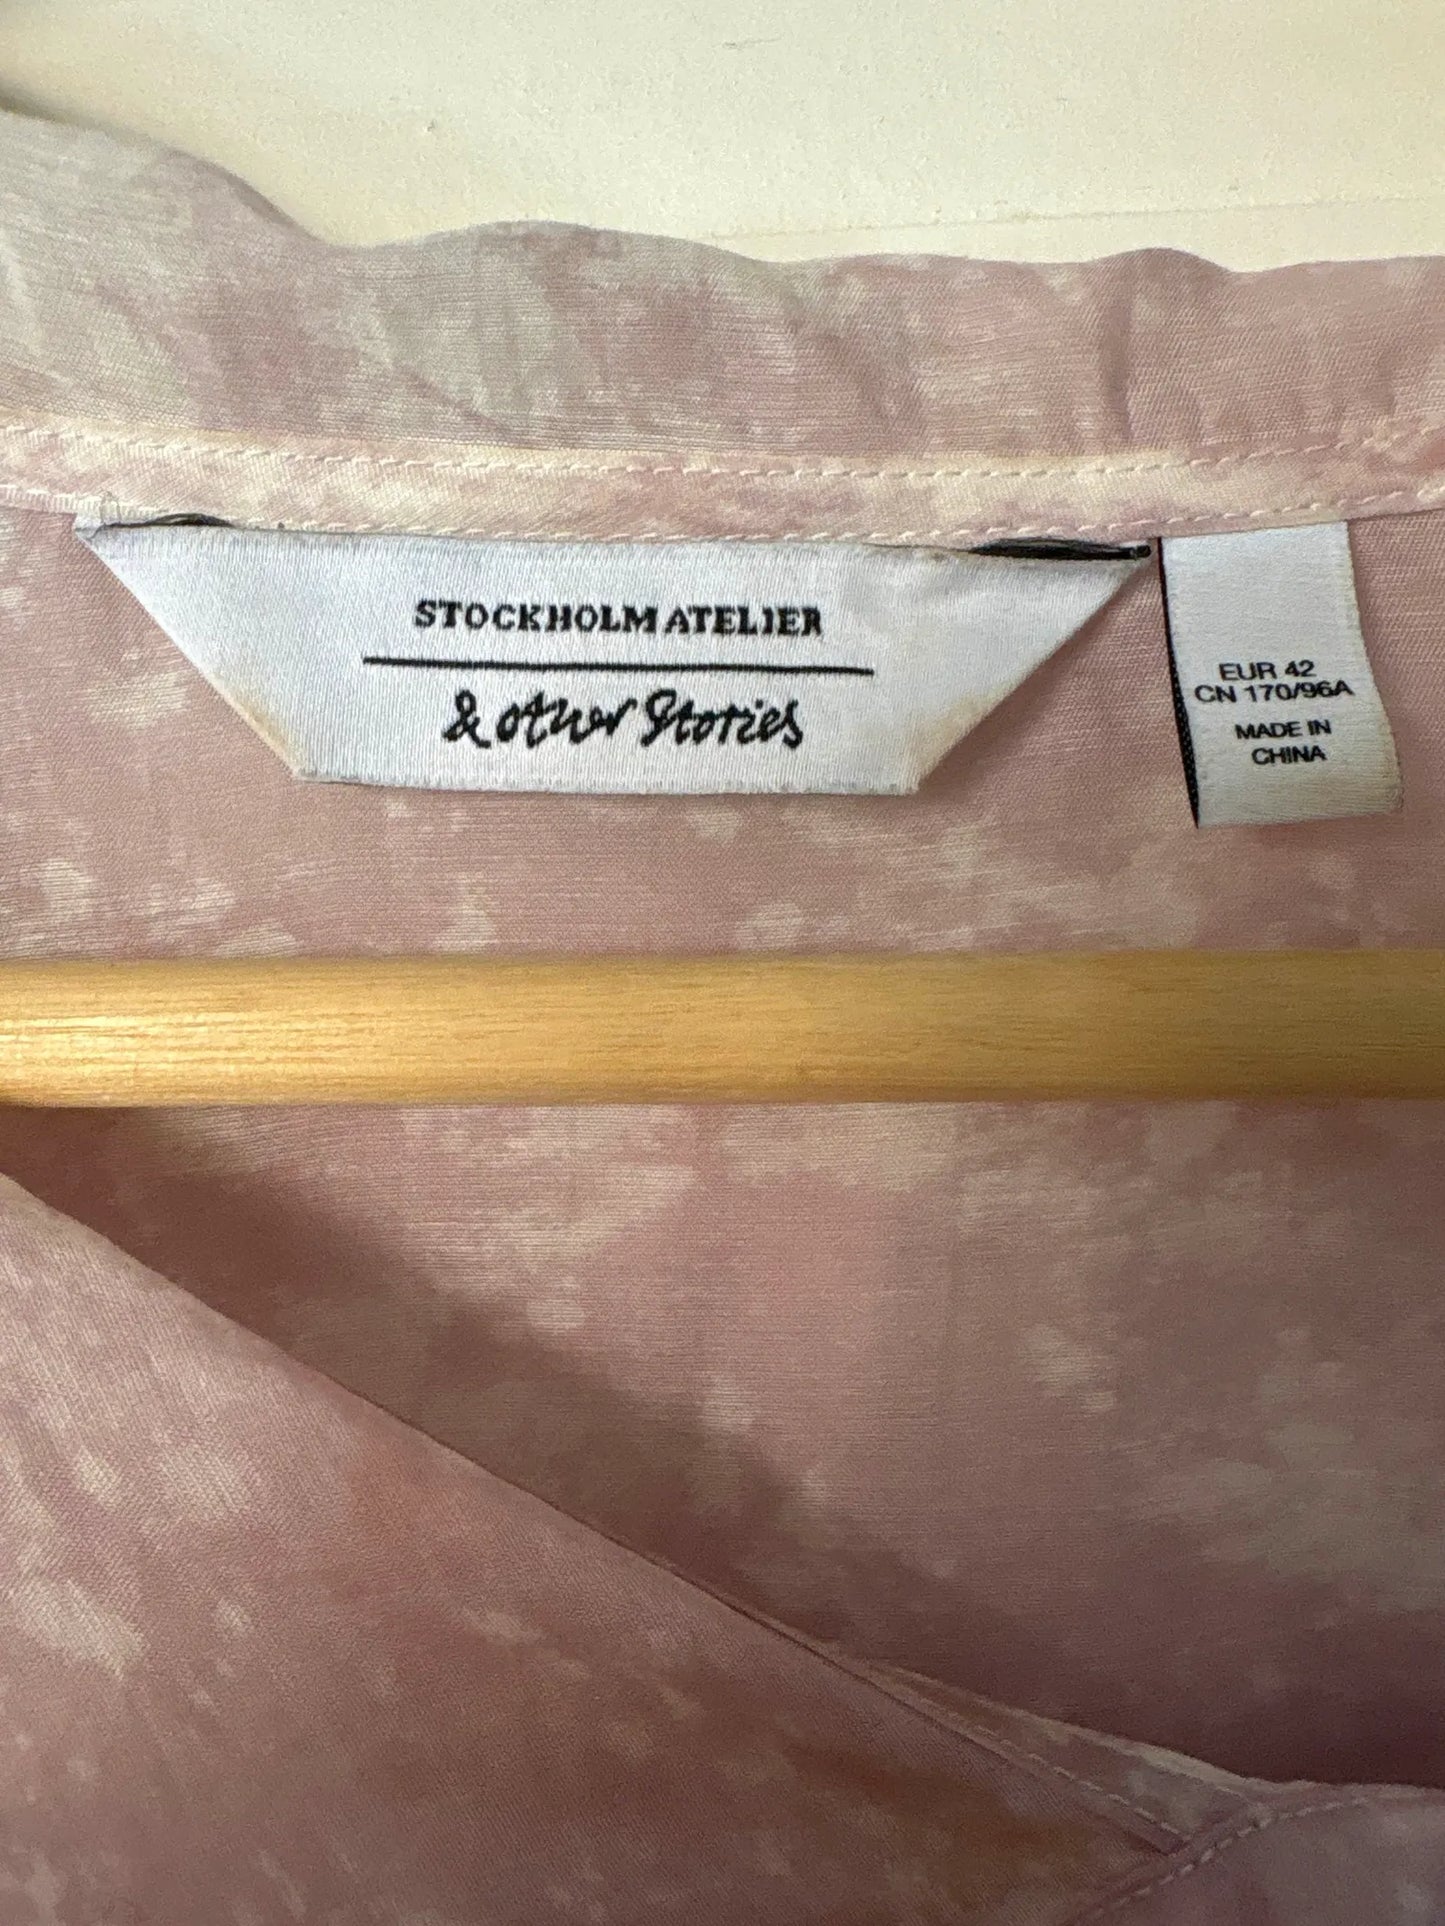 STOCKHOLM ATELIER
& other Stories
EUR 42
CN 170/96A
MADE IN
CHINA